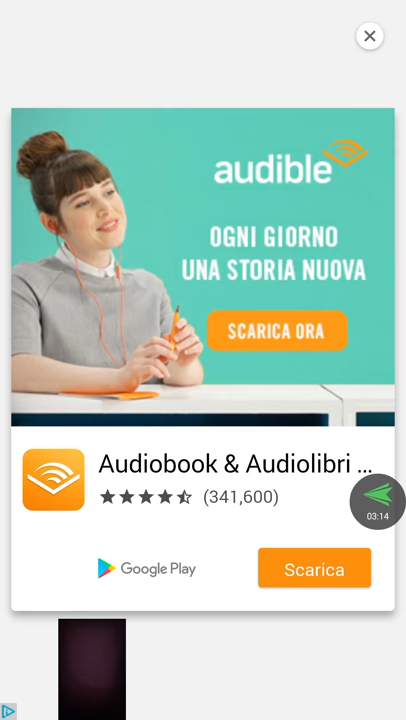 audible
OGNI GIORNO
UNA STORIA NUOVA
SCARICA ORA
Audiobook & Audiolibri ...
(341,600)
03:14
Google Play
Scarica